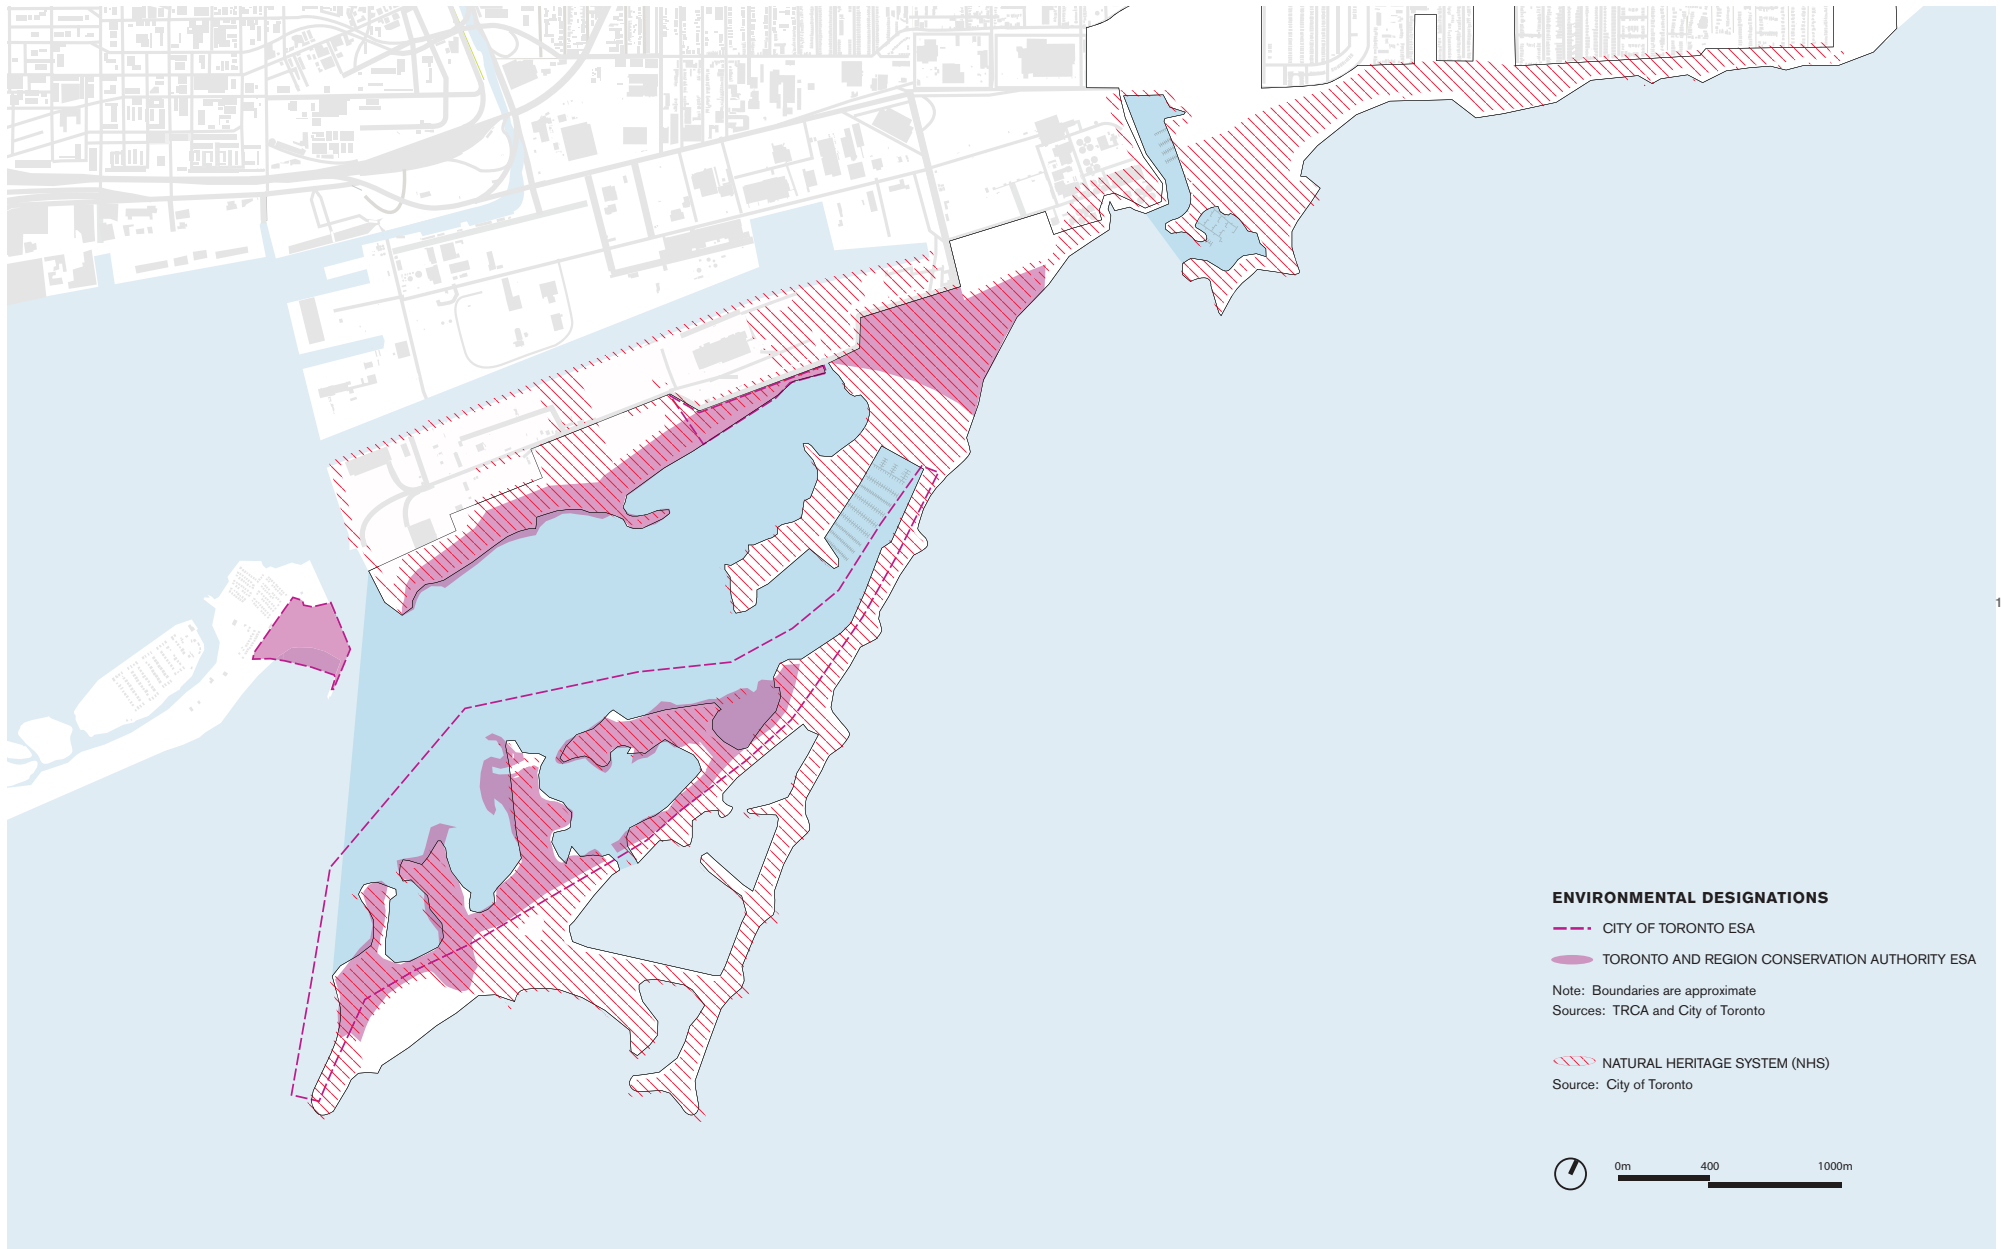 1
ENVIRONMENTAL DESIGNATIONS
CITY OF TORONTO ESA
TORONTO AND REGION CONSERVATION AUTHORITY ESA
Note: Boundaries are approximate
Sources: TRCA and City of Toronto
NATURAL HERITAGE SYSTEM (NHS)
Source: City of Toronto
0m 400 1000m